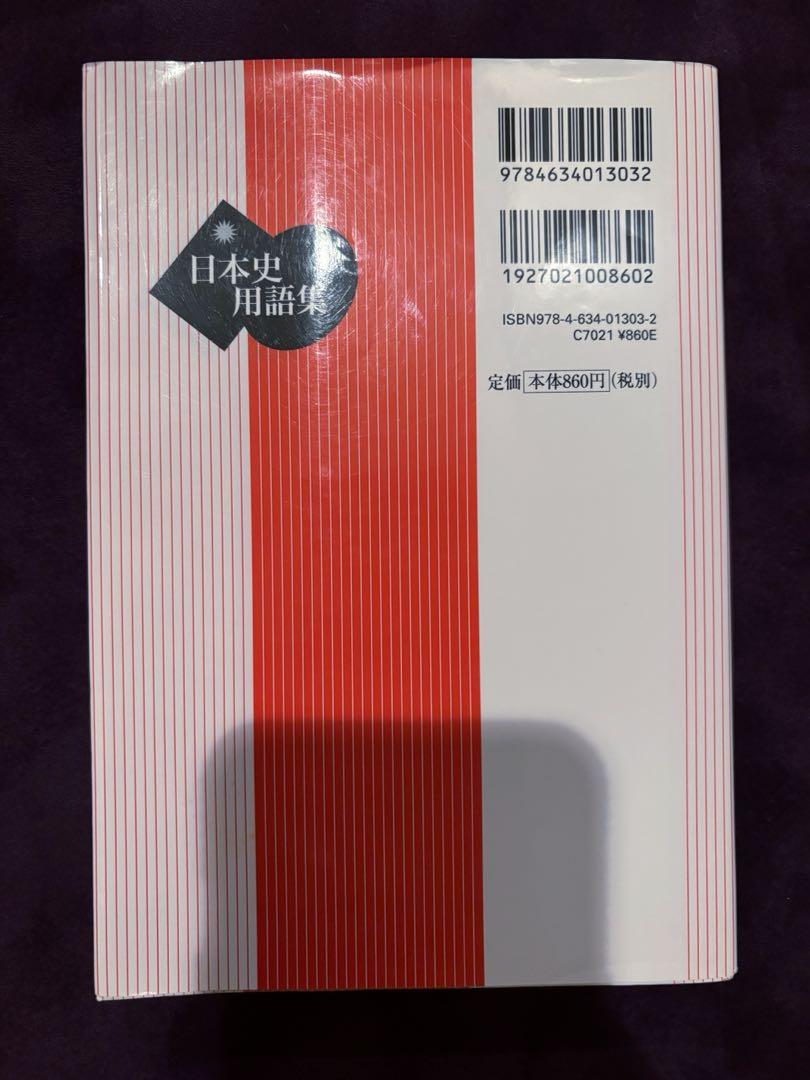 日本史
用語集
9784634013032
1927021008602
ISBN978-4-634-01303-2
C7021 ¥860E
定価 本体860円 (税別)